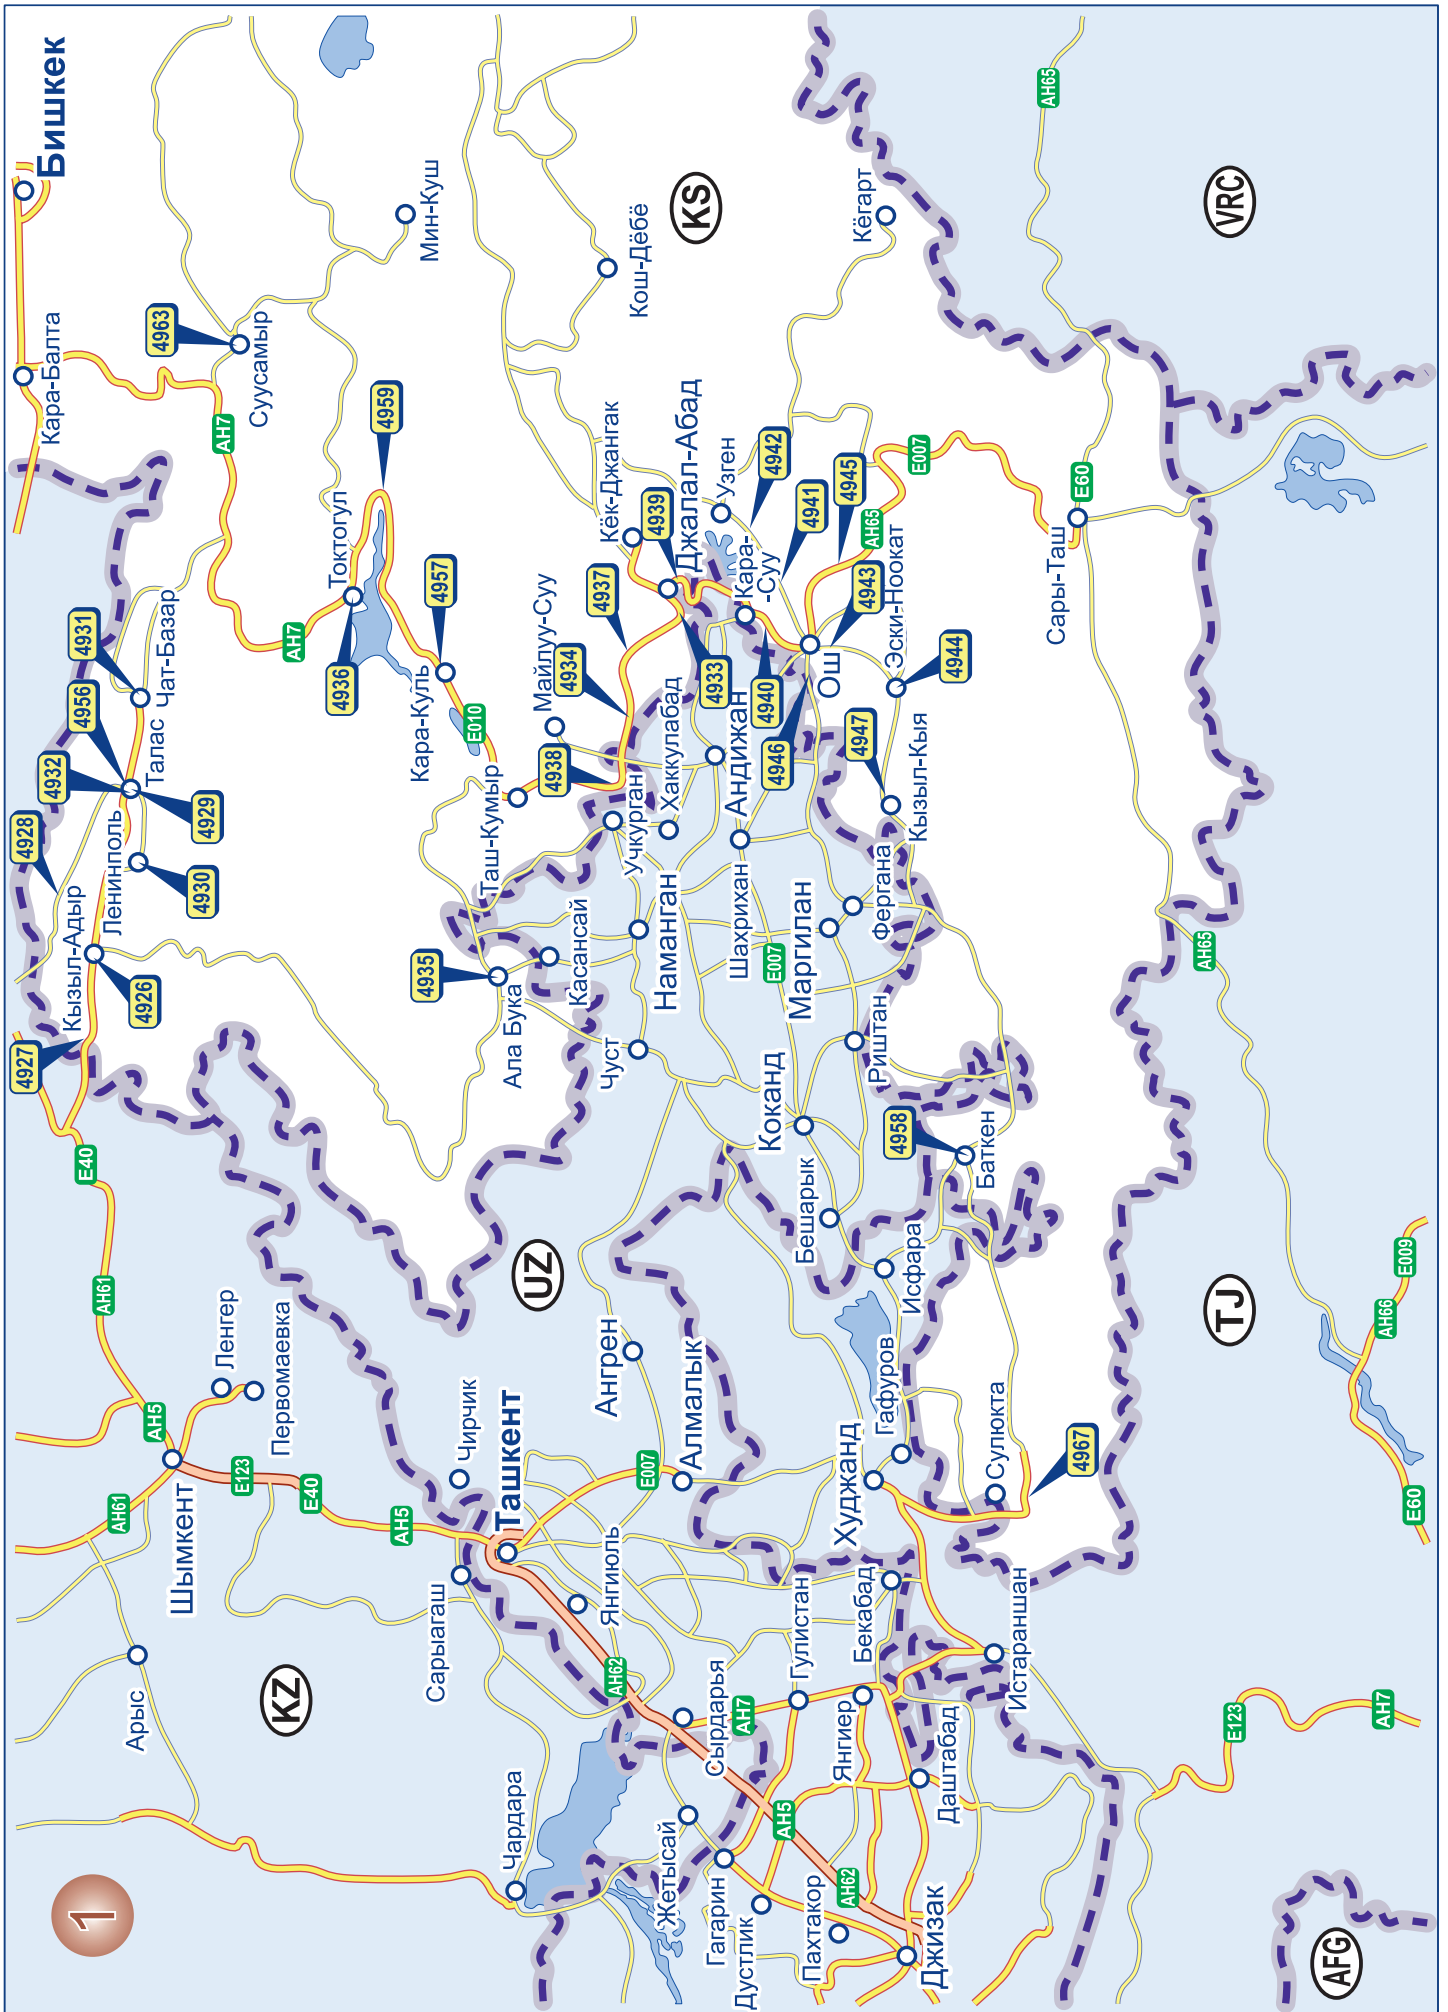 1
Бишкек
Кара-Балта
4963
Суусамыр
Мин-Куш
Кош-Дёбё
KS
Кёгарт
AH65
VRC
AH7
4959
Токтогул
AH7
4936
4957
Кара-Куль
E010
4931
Чат-Базар
4956
Талас
4932
4929
4928
Ленинполь
4930
Кызыл-Адыр
4926
4927
E40
AH61
Кёк-Джангак
4939
Джалал-Абад
Узген
4942
4941
4945
E007
AH65
E60
Сары-Таш
4937
Майлуу-Суу
4934
4938
4933
Кара-
-Суу
4940
Ош
4943
Эски-Ноокат
4944
4946
4947
Кызыл-Кыя
Таш-Кумыр
Учкурган
Хаккулабад
Андижан
Шахрихан
Наманган
Касансай
4935
Ала Бука
Чуст
E007
Маргилан
Фергана
Риштан
Коканд
Бешарык
4958
Баткен
Исфара
AH65
UZ
TJ
E009
AH66
E60
Ленгер
Первомаевка
AH5
E123
E40
AH61
Шымкент
AH5
Чирчик
Ташкент
Ангрен
Алмалык
E007
Гафуров
Худжанд
Сулюкта
4967
Сарыагаш
Янгиюль
AH62
Арыс
KZ
Чардара
Сырдарья
AH7
Гулистан
Бекабад
Истараншан
Янгиер
Даштабад
AH5
Жетысай
Гагарин
Дустлик
Пахтакор
AH62
Джизак
E123
AH7
AFG